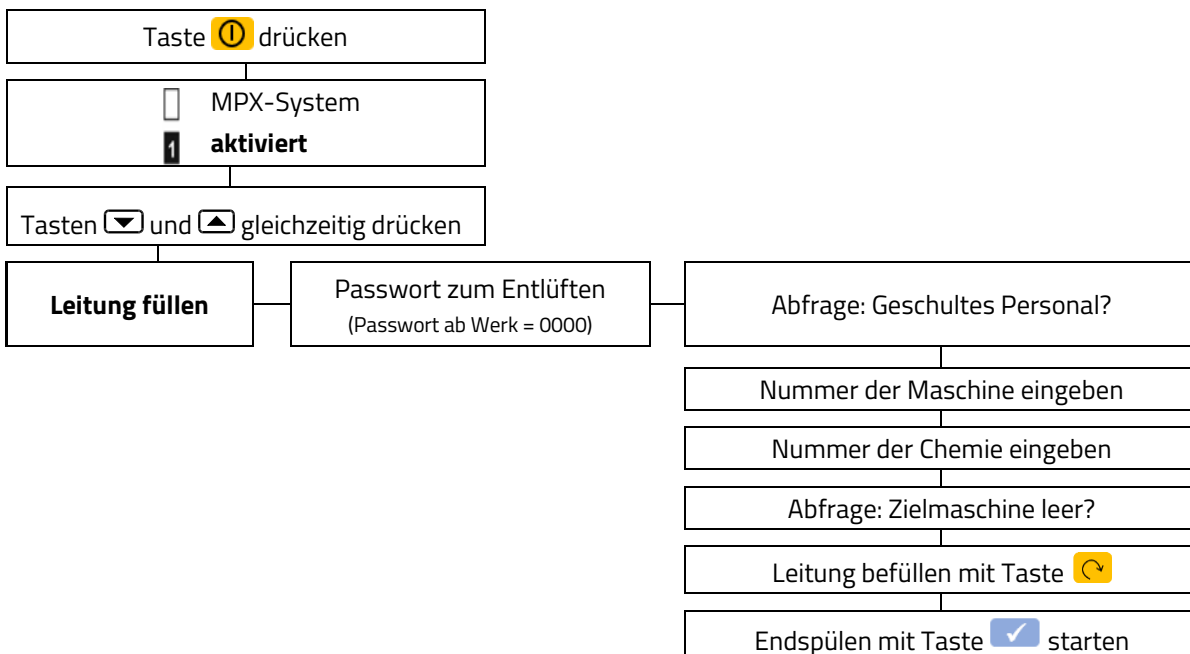 Taste drücken
MPX-System
1 aktiviert
Tasten und gleichzeitig drücken
Leitung füllen
Passwort zum Entlüften
(Passwort ab Werk = 0000)
Abfrage: Geschultes Personal?
Nummer der Maschine eingeben
Nummer der Chemie eingeben
Abfrage: Zielmaschine leer?
Leitung befüllen mit Taste
Endspülen mit Taste starten